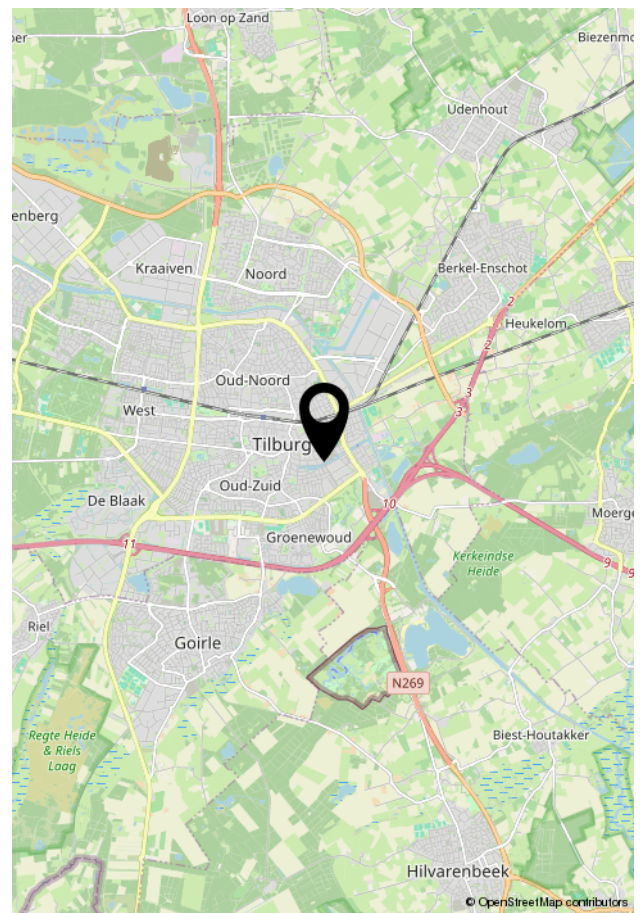 Loon op Zand
er
Biezenmo
Udenhout
enberg
Kraaiven
Noord
Berkel-Enschot
2
Heukelom
2
3
3
Oud-Noord
West
Tilburg
De Blaak
Oud-Zuid
10
Moerge
11
Groenewoud
Kerkeindse
Heide
9
9
Riel
Goirle
N269
Regte Heide
& Riels
Laag
Biest-Houtakker
Hilvarenbeek
© OpenStreetMap contributors